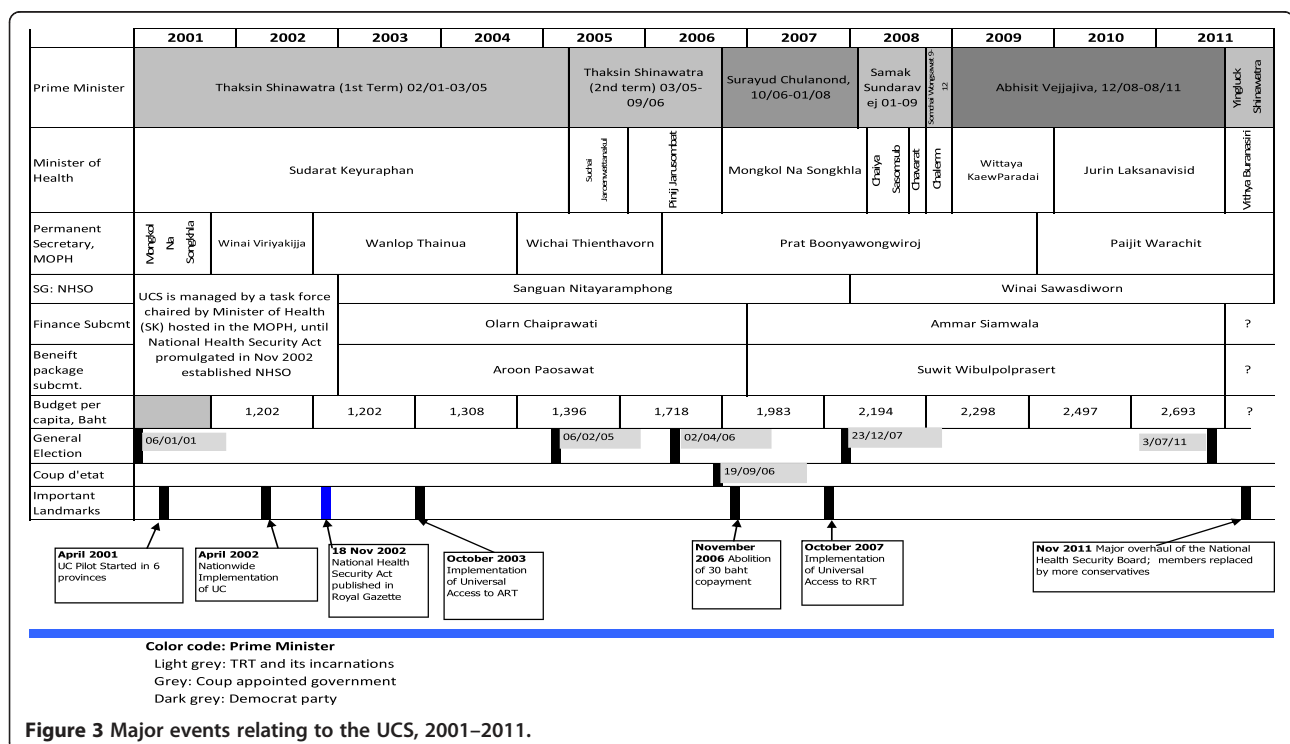 2001 2002 2003 2004 2005 2006 2007 2008 2009 2010 2011
Prime Minister
Thaksin Shinawatra (1st Term) 02/01-03/05
Thaksin Shinawatra
(2nd term) 03/05-
09/06
Surayud Chulanond,
10/06-01/08
Samak
Sundarav
ej 01-09
Somchai Wongsawat 9-
12
Abhisit Vejjajiva, 12/08-08/11
Yingluck
Shinawatra
Minister of
Health
Sudarat Keyuraphan
Suchai
Jaroenwattanakul
Pinij Jarusombat
Mongkol Na Songkhla
Chaiya
Sasomsub
Chavarat
Chalerm
Wittaya
KaewParadai
Jurin Laksanavisid
Vithya Buranasiri
Permanent
Secretary,
MOPH
Mongkol
Na
Songkhla
Winai Viriyakijja
Wanlop Thainua
Wichai Thienthavorn
Prat Boonyawongwiroj
Paijit Warachit
SG: NHSO
UCS is managed by a task force
chaired by Minister of Health
(SK) hosted in the MOPH, until
National Health Security Act
promulgated in Nov 2002
established NHSO
Sanguan Nitayaramphong
Winai Sawasdiworn
Finance Subcmt
Olarn Chaiprawati
Ammar Siamwala
?
Beneift
package
subcmt.
Aroon Paosawat
Suwit Wibulpolprasert
?
Budget per
capita, Baht
1,202 1,202 1,308 1,396 1,718 1,983 2,194 2,298 2,497 2,693 ?
General
Election
06/01/01
06/02/05
02/04/06
23/12/07
3/07/11
Coup d'etat
19/09/06
Important
Landmarks
April 2001
UC Pilot Started in 6
provinces
April 2002
Nationwide
Implementation
of UC
18 Nov 2002
National Health
Security Act
published in
Royal Gazette
October 2003
Implementation
of Universal
Access to ART
November
2006 Abolition
of 30 baht
copayment
October 2007
Implementation
of Universal
Access to RRT
Nov 2011 Major overhaul of the National
Health Security Board; members replaced
by more conservatives
Color code: Prime Minister
Light grey: TRT and its incarnations
Grey: Coup appointed government
Dark grey: Democrat party
Figure 3 Major events relating to the UCS, 2001–2011.